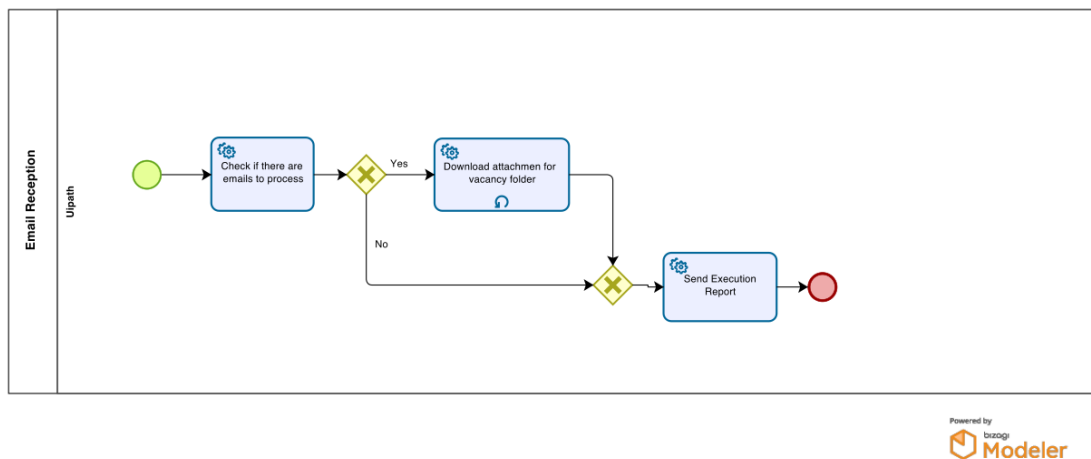 Email Reception
Uipath
Check if there are
emails to process
Yes
Download attachmen for
vacancy folder
No
Send Execution
Report
Powered by
bizagi
Modeler